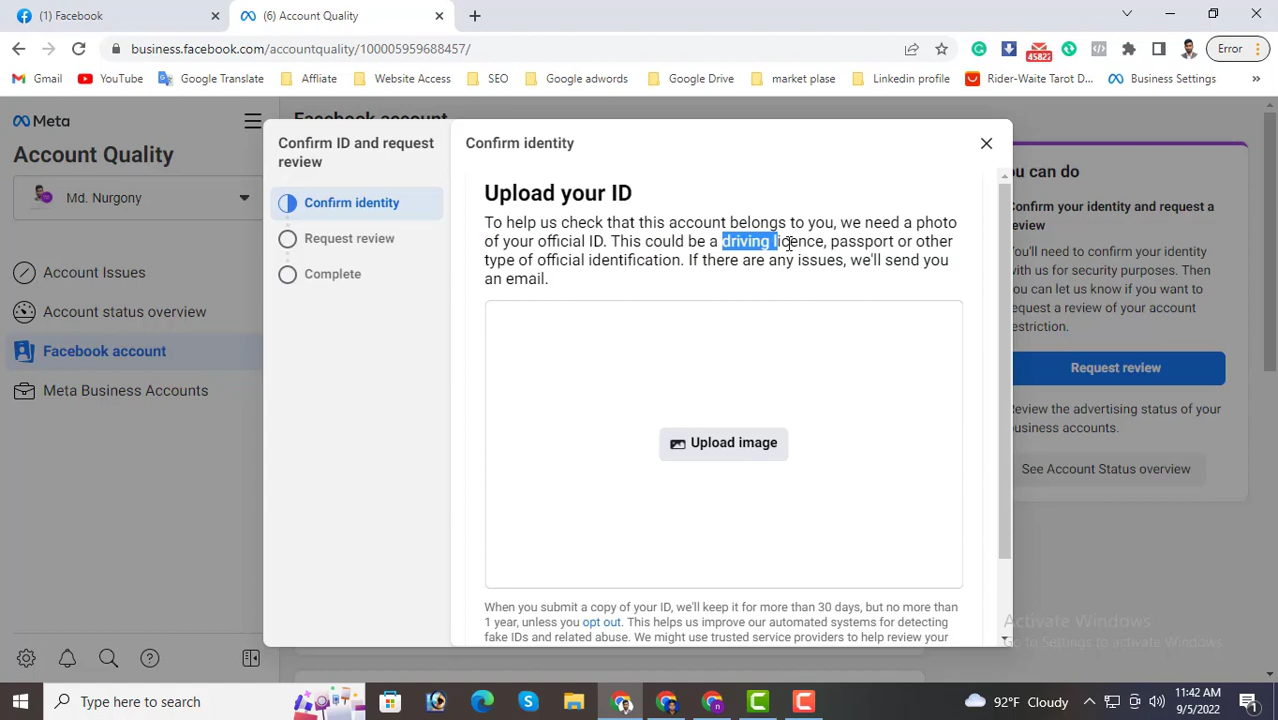 (1) Facebook
(6) Account Quality
business.facebook.com/accountquality/100005959688457/
Error
Gmail
YouTube
Google Translate
Affliate
Website Access
SEO
Google adwords
Google Drive
market plase
Linkedin profile
Rider-Waite Tarot D...
Business Settings
45822
Meta
Account Quality
Md. Nurgony
Account Issues
Account status overview
Facebook account
Meta Business Accounts
Facebook account
Confirm ID and request
review
Confirm identity
Request review
Complete
Confirm identity
Upload your ID
To help us check that this account belongs to you, we need a photo
of your official ID. This could be a driving licence, passport or other
type of official identification. If there are any issues, we'll send you
an email.
Upload image
When you submit a copy of your ID, we'll keep it for more than 30 days, but no more than
1 year, unless you opt out. This helps us improve our automated systems for detecting
fake IDs and related abuse. We might use trusted service providers to help review your
ou can do
Confirm your identity and request a
review
You'll need to confirm your identity
with us for security purposes. Then
you can let us know if you want to
request a review of your account
restriction.
Request review
Review the advertising status of your
business accounts.
See Account Status overview
Activate Windows
Go to Settings to activate Windows.
Type here to search
92°F Cloudy
11:42 AM
9/5/2022
1